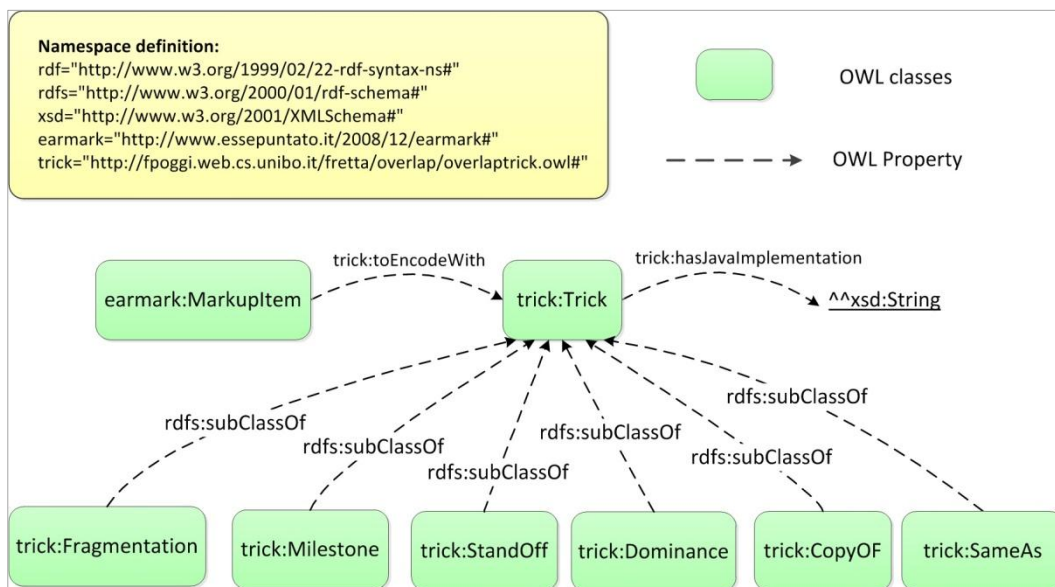 Namespace definition:
rdf="http://www.w3.org/1999/02/22-rdf-syntax-ns#"
rdfs="http://www.w3.org/2000/01/rdf-schema#"
xsd="http://www.w3.org/2001/XMLSchema#"
earmark="http://www.essepuntato.it/2008/12/earmark#"
trick="http://fpoggi.web.cs.unibo.it/fretta/overlap/overlaptrick.owl#"
OWL classes
OWL Property
trick:toEncodeWith
trick:hasJavaImplementation
earmark:MarkupItem
trick:Trick
^^xsd:String
rdfs:subClassOf
rdfs:subClassOf
rdfs:subClassOf
rdfs:subClassOf
rdfs:subClassOf
rdfs:subClassOf
trick:Fragmentation
trick:Milestone
trick:StandOff
trick:Dominance
trick:CopyOF
trick:SameAs